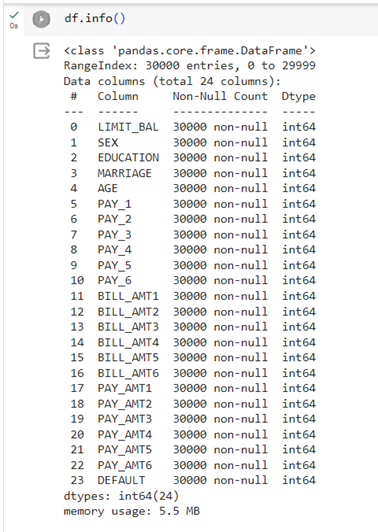 df.info()
0s
<class 'pandas.core.frame.DataFrame'>
RangeIndex: 30000 entries, 0 to 29999
Data columns (total 24 columns):
 #   Column     Non-Null Count  Dtype
---  ------     --------------  -----
 0   LIMIT_BAL  30000 non-null  int64
 1   SEX        30000 non-null  int64
 2   EDUCATION  30000 non-null  int64
 3   MARRIAGE   30000 non-null  int64
 4   AGE        30000 non-null  int64
 5   PAY_1      30000 non-null  int64
 6   PAY_2      30000 non-null  int64
 7   PAY_3      30000 non-null  int64
 8   PAY_4      30000 non-null  int64
 9   PAY_5      30000 non-null  int64
 10  PAY_6      30000 non-null  int64
 11  BILL_AMT1  30000 non-null  int64
 12  BILL_AMT2  30000 non-null  int64
 13  BILL_AMT3  30000 non-null  int64
 14  BILL_AMT4  30000 non-null  int64
 15  BILL_AMT5  30000 non-null  int64
 16  BILL_AMT6  30000 non-null  int64
 17  PAY_AMT1   30000 non-null  int64
 18  PAY_AMT2   30000 non-null  int64
 19  PAY_AMT3   30000 non-null  int64
 20  PAY_AMT4   30000 non-null  int64
 21  PAY_AMT5   30000 non-null  int64
 22  PAY_AMT6   30000 non-null  int64
 23  DEFAULT    30000 non-null  int64
dtypes: int64(24)
memory usage: 5.5 MB